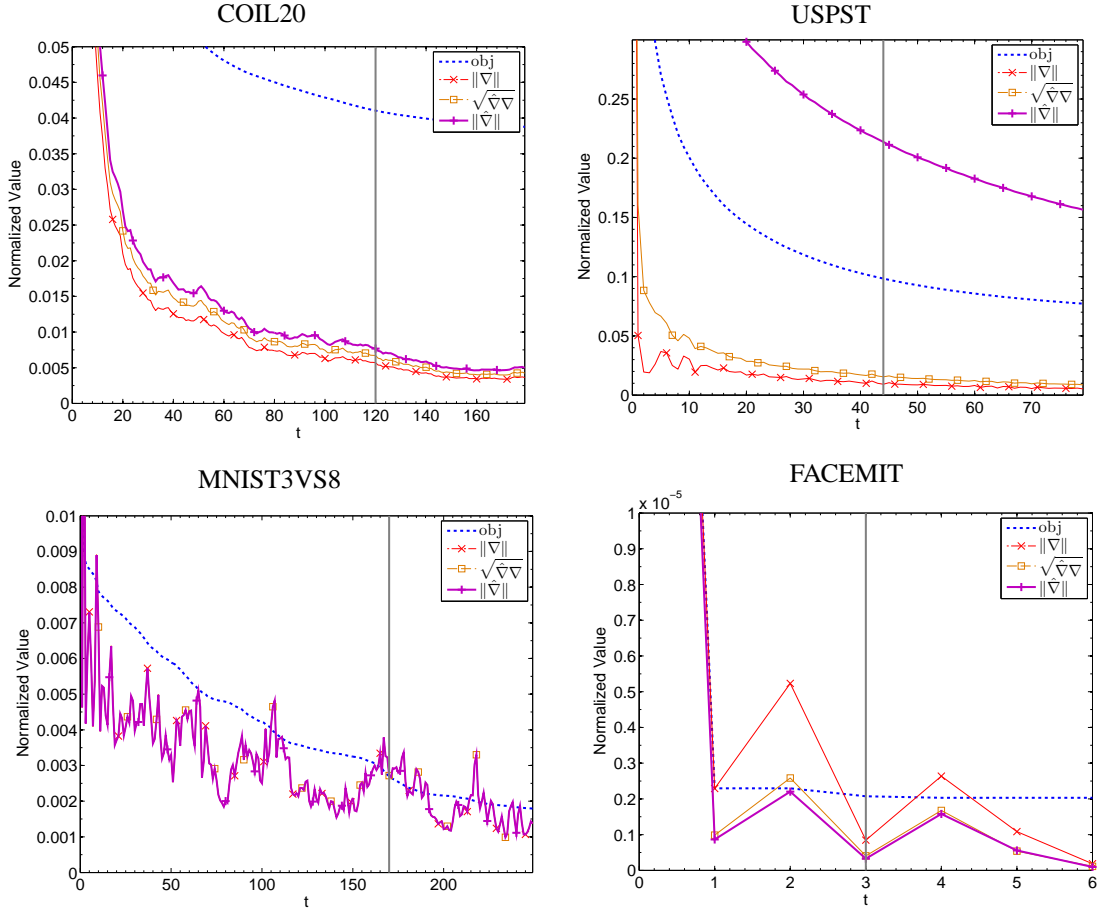 COIL20
0.05
0.045
0.04
0.035
0.03
0.025
0.02
0.015
0.01
0.005
0
Normalized Value
0 20 40 60 80 100 120 140 160
t
obj
‖∇‖
√∇̂∇
‖∇̂‖
USPST
0.25
0.2
0.15
0.1
0.05
0
Normalized Value
0 10 20 30 40 50 60 70
t
obj
‖∇‖
√∇̂∇
‖∇̂‖
MNIST3VS8
0.01
0.009
0.008
0.007
0.006
0.005
0.004
0.003
0.002
0.001
0
Normalized Value
0 50 100 150 200
t
obj
‖∇‖
√∇̂∇
‖∇̂‖
FACEMIT
x 10⁻⁵
1
0.9
0.8
0.7
0.6
0.5
0.4
0.3
0.2
0.1
0
Normalized Value
0 1 2 3 4 5 6
t
obj
‖∇‖
√∇̂∇
‖∇̂‖